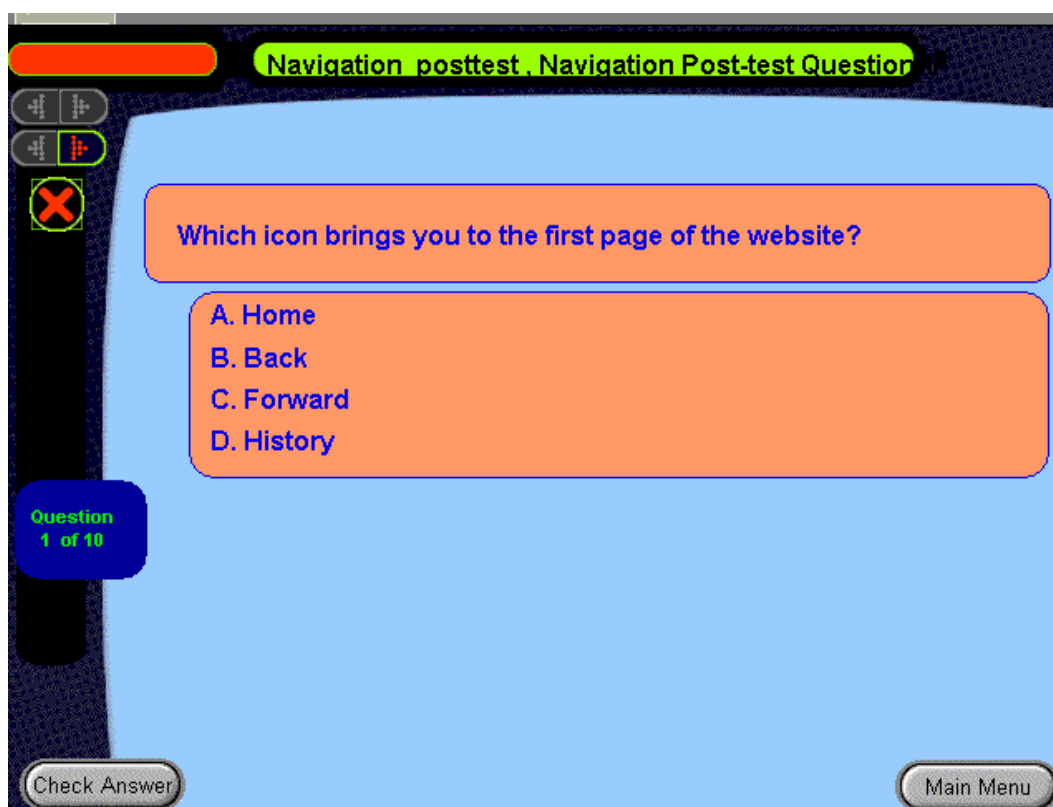 Navigation posttest , Navigation Post-test Question
Which icon brings you to the first page of the website?
A. Home
B. Back
C. Forward
D. History
Question
1 of 10
Check Answer
Main Menu